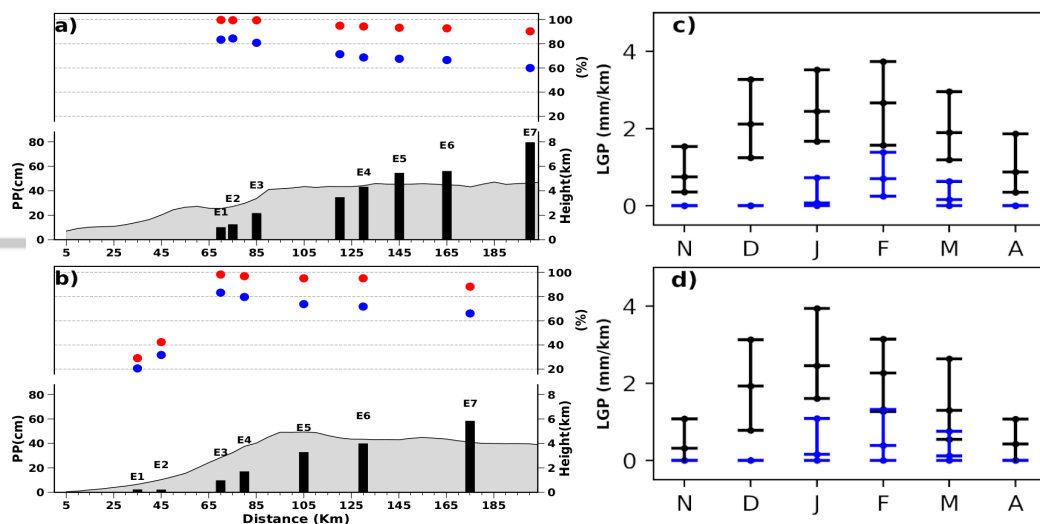 a)
100
80
60
40
20
(%)
80
60
40
20
0
PP(cm)
E1
E2
E3
E4
E5
E6
E7
8
6
4
2
0
Height(km)
5 25 45 65 85 105 125 145 165 185
b)
100
80
60
40
20
(%)
80
60
40
20
0
PP(cm)
E1
E2
E3
E4
E5
E6
E7
8
6
4
2
0
Height(km)
5 25 45 65 85 105 125 145 165 185
Distance (Km)
c)
4
2
0
LGP (mm/km)
N D J F M A
d)
4
2
0
LGP (mm/km)
N D J F M A